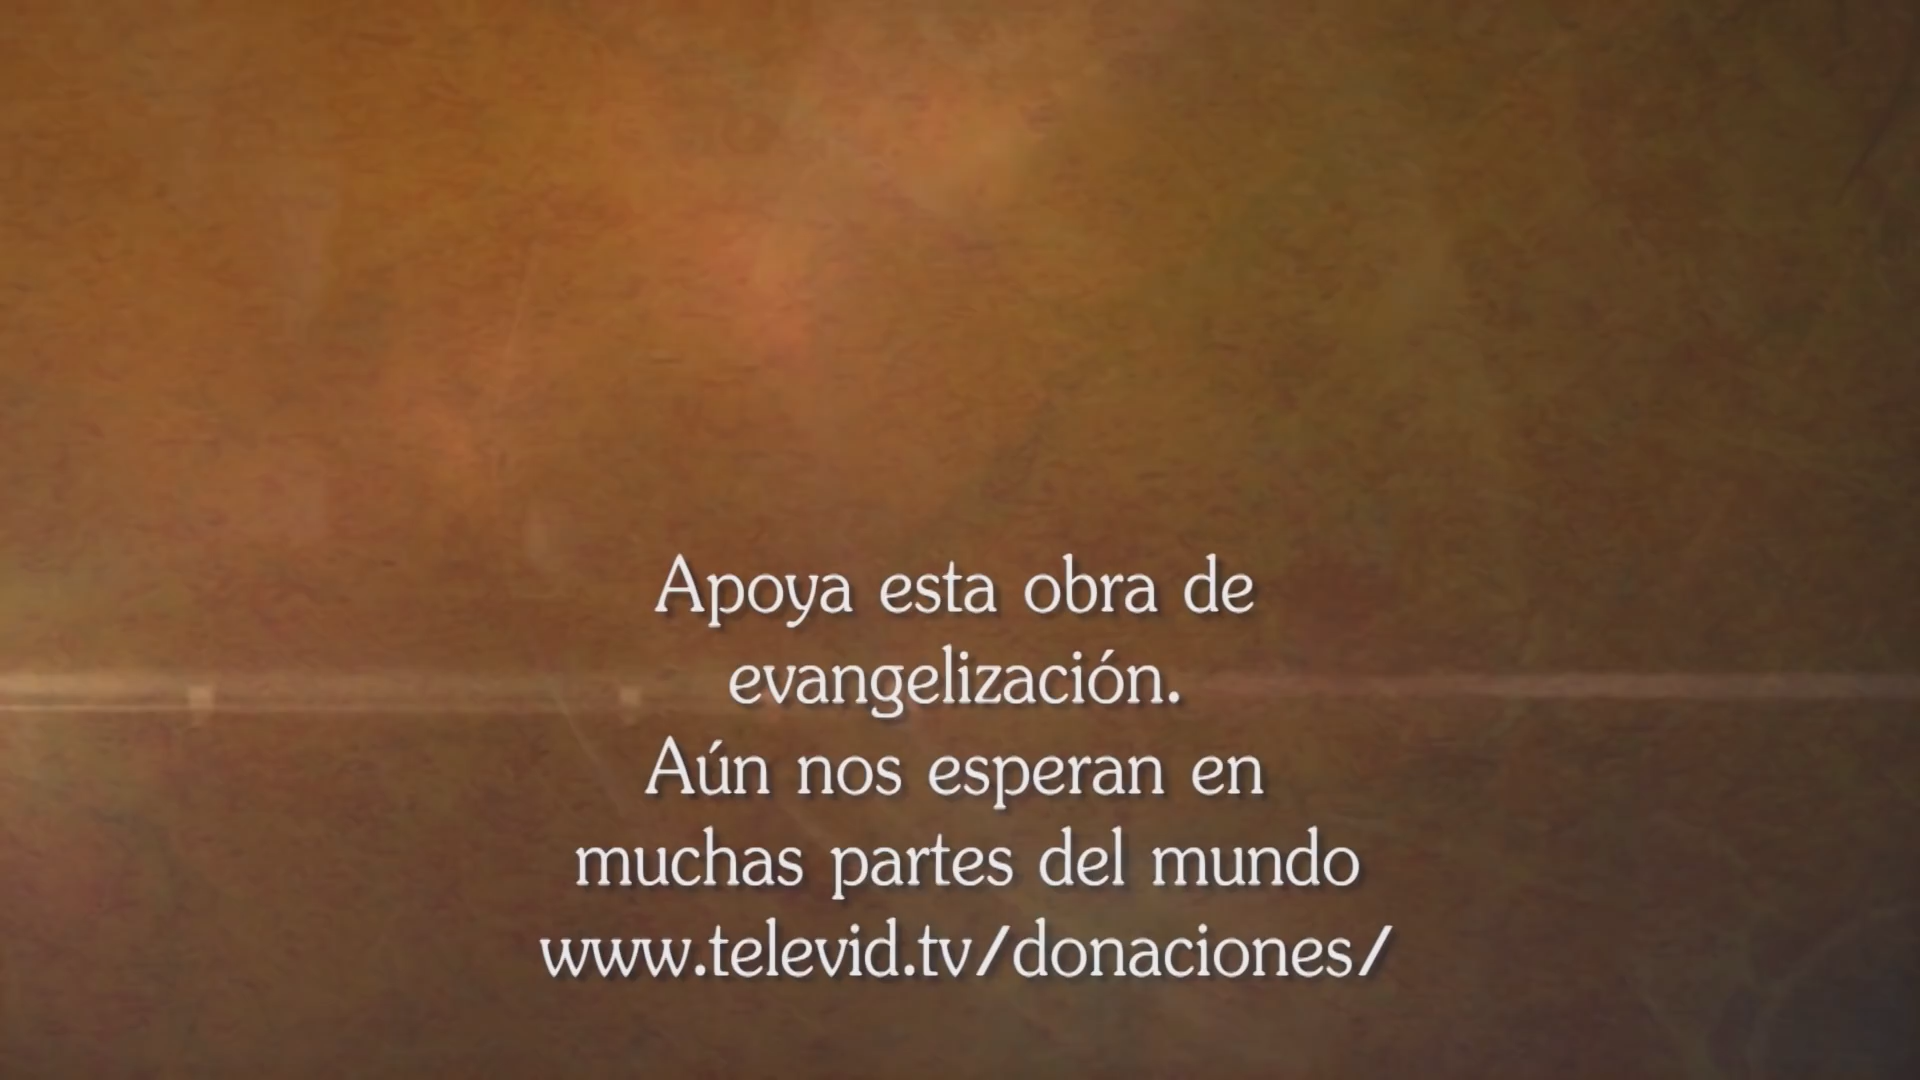 Apoya esta obra de
evangelización.
Aún nos esperan en
muchas partes del mundo
www.televid.tv/donaciones/